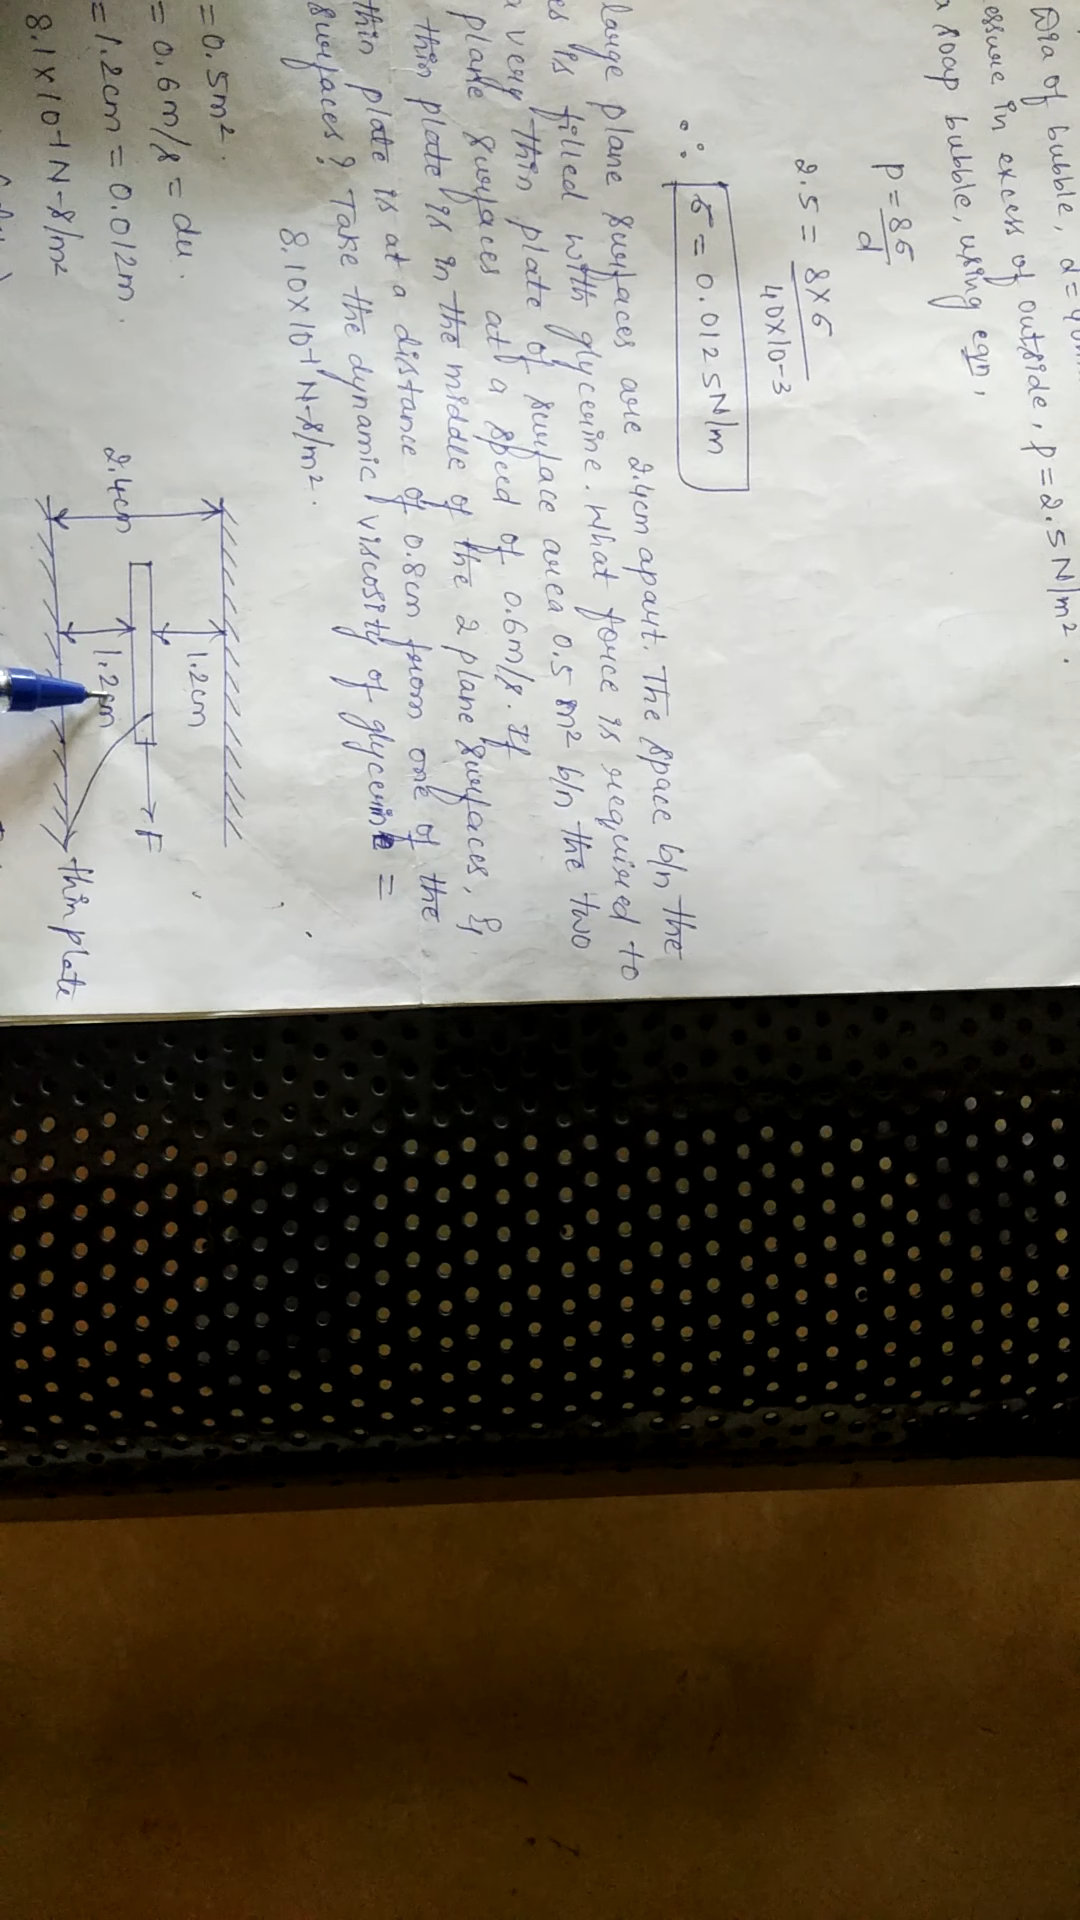 Dia of bubble, d = 40
essure in excess of outside, p = 2.5 N/m².
a soap bubble, using eqn,
p = 8σ/d
2.5 = 8×σ/40×10-3
∴ σ = 0.0125 N/m
large plane surfaces are 2.4cm apart. The space b/n the
es is filled with glycerine. What force is required to
a very thin plate of surface area 0.5 m² b/n the two
plane surfaces at a speed of 0.6m/s. If
thin plate is in the middle of the 2 plane surfaces, &
thin plate is at a distance of 0.8cm from one of the
surfaces? Take the dynamic viscosity of glycerine =
8.10×10-1 N-s/m².
= 0.5m².
= 0.6m/s = du.
= 1.2cm = 0.012m.
8.1×10-1 N-s/m²
1.2cm
2.4cm
F
1.2cm
thin plate